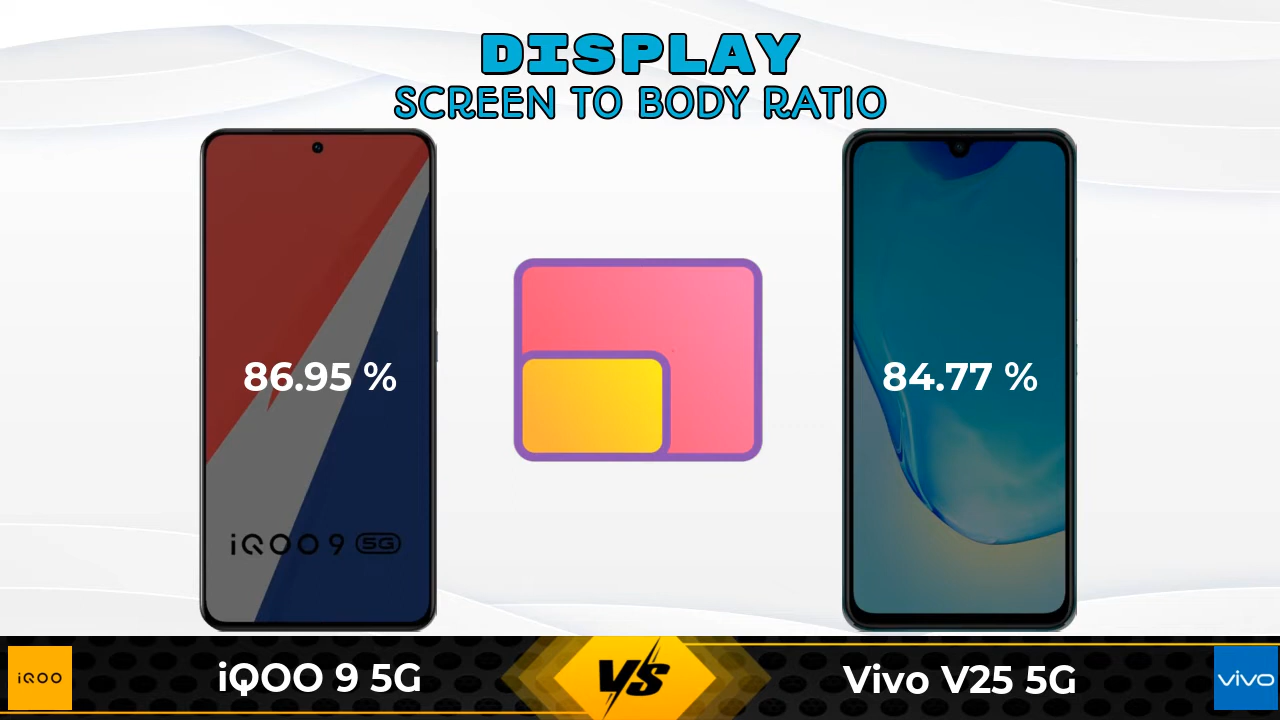 DISPLAY
SCREEN TO BODY RATIO
86.95 %
84.77 %
iQOO 9 5G
iQOO
iQOO 9 5G
VS
Vivo V25 5G
vivo